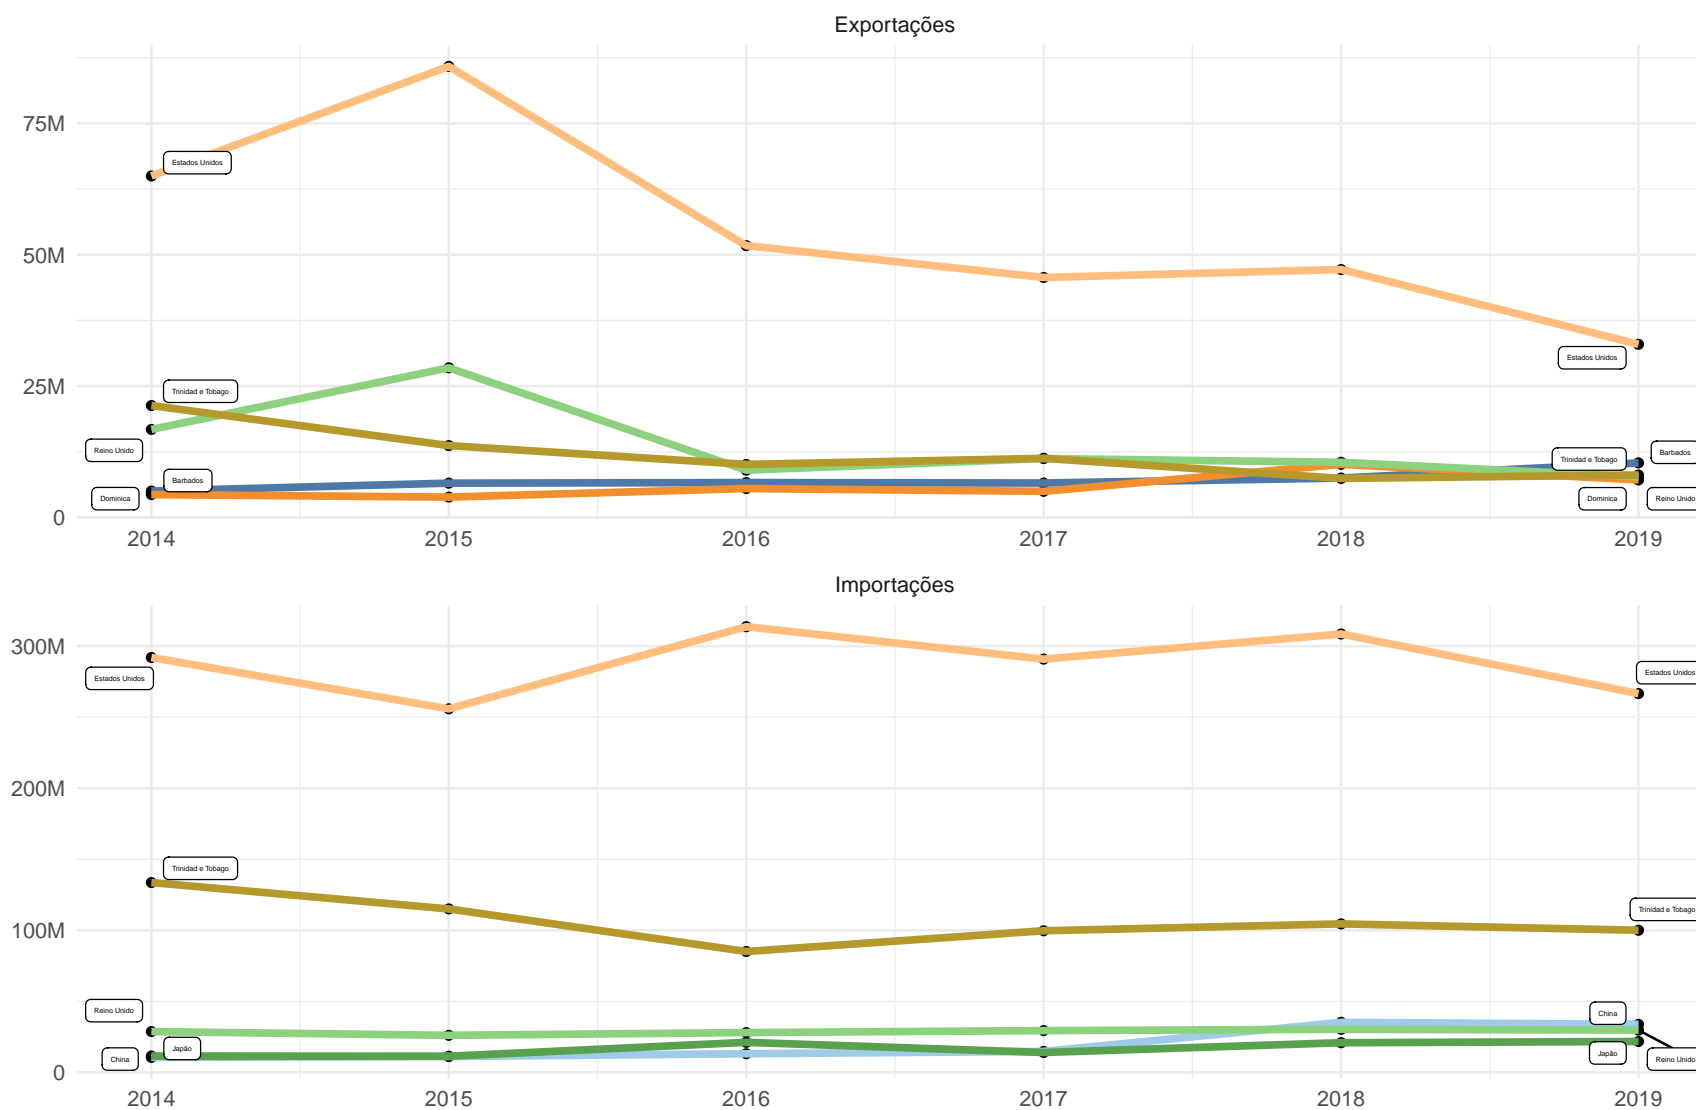 Exportações
75M
50M
25M
0
Estados Unidos
Trinidad e Tobago
Reino Unido
Barbados
Dominica
Estados Unidos
Trinidad e Tobago
Barbados
Dominica
Reino Unido
2014 2015 2016 2017 2018 2019
Importações
300M
200M
100M
0
Estados Unidos
Trinidad e Tobago
Reino Unido
Japão
China
Estados Unidos
Trinidad e Tobago
China
Japão
Reino Unido
2014 2015 2016 2017 2018 2019